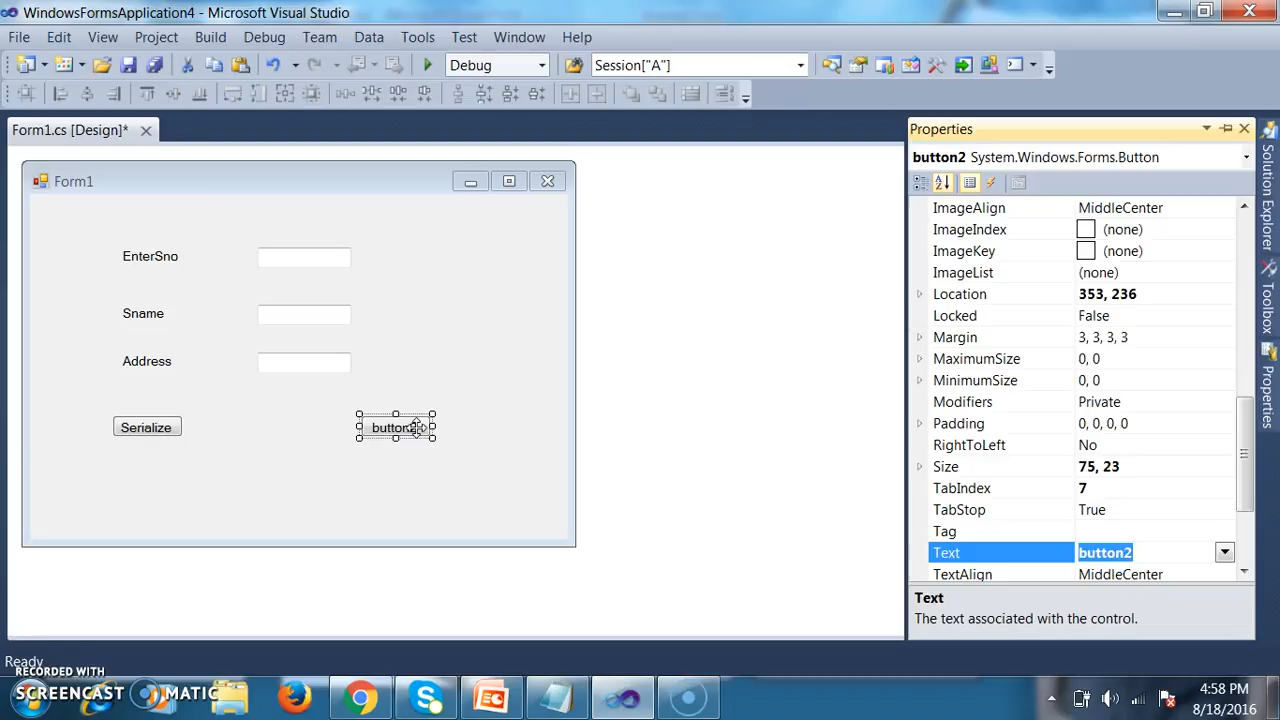 WindowsFormsApplication4 - Microsoft Visual Studio
File Edit View Project Build Debug Team Data Tools Test Window Help
Debug Session["A"]
Form1.cs [Design]*
Properties
button2 System.Windows.Forms.Button
Form1
EnterSno
Sname
Address
Serialize
button2
ImageAlign MiddleCenter
ImageIndex (none)
ImageKey (none)
ImageList (none)
Location 353, 236
Locked False
Margin 3, 3, 3, 3
MaximumSize 0, 0
MinimumSize 0, 0
Modifiers Private
Padding 0, 0, 0, 0
RightToLeft No
Size 75, 23
TabIndex 7
TabStop True
Tag
Text button2
TextAlign MiddleCenter
Text
The text associated with the control.
Solution Explorer
Toolbox
Properties
Ready
RECORDED WITH
SCREENCAST MATIC
4:58 PM
8/18/2016